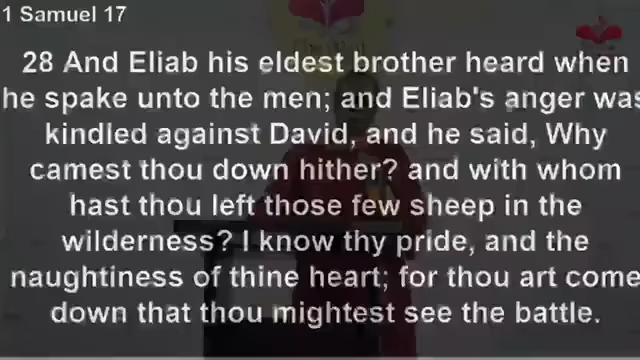 1 Samuel 17
28 And Eliab his eldest brother heard when
he spake unto the men; and Eliab's anger was
kindled against David, and he said, Why
camest thou down hither? and with whom
hast thou left those few sheep in the
wilderness? I know thy pride, and the
naughtiness of thine heart; for thou art come
down that thou mightest see the battle.